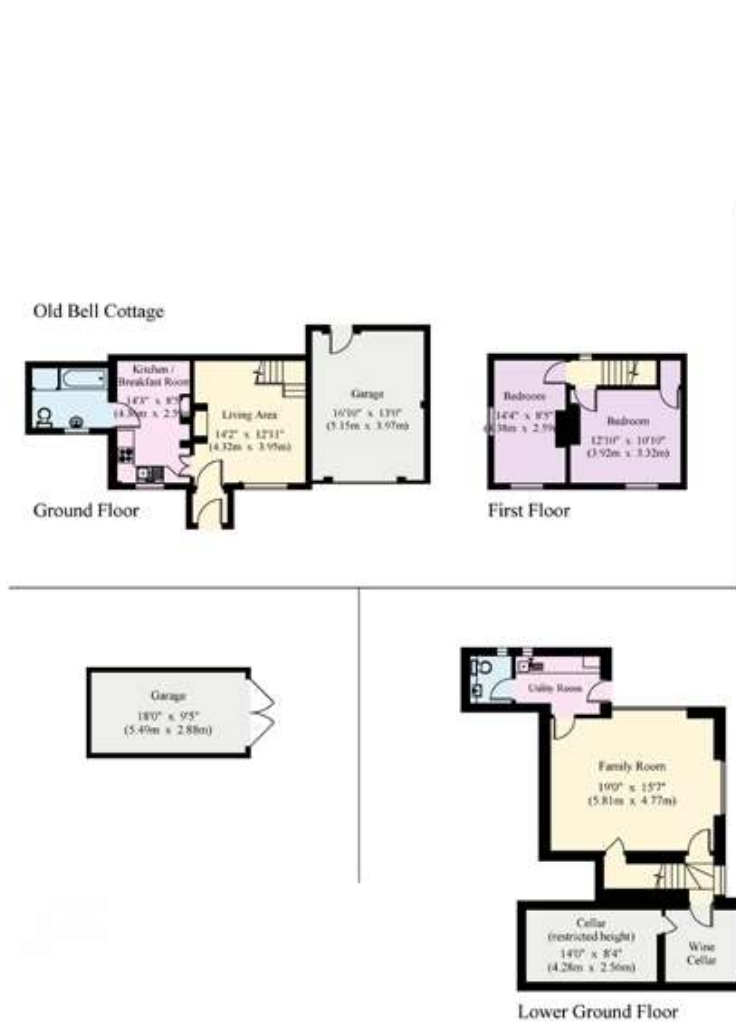 Old Bell Cottage
Kitchen /
Breakfast Room
14'3" x 8'5"
Living Area
14'2" x 12'11"
(4.32m x 3.95m)
Garage
16'10" x 13'0"
(5.15m x 3.97m)
Ground Floor
Bedroom
14'4" x 8'5"
Bedroom
12'10" x 10'10"
(3.92m x 3.32m)
First Floor
Garage
18'0" x 9'5"
(5.49m x 2.88m)
Utility Room
Family Room
19'0" x 15'7"
(5.81m x 4.77m)
Cellar
(restricted height)
14'0" x 8'4"
(4.28m x 2.56m)
Wine
Cellar
Lower Ground Floor